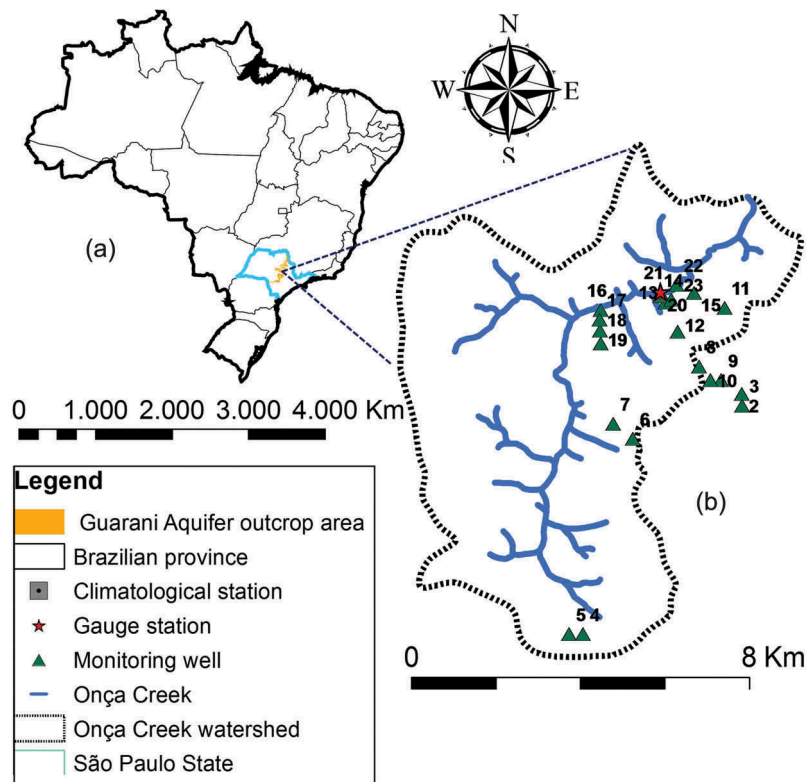 N
W E
S
(a)
0 1.000 2.000 3.000 4.000 Km
Legend
Guarani Aquifer outcrop area
Brazilian province
Climatological station
Gauge station
Monitoring well
Onça Creek
Onça Creek watershed
São Paulo State
21 22
16 17 13 14 23 11
20 15
18
12
19
8
9
10 3
2
7
6
(b)
5 4
0 8 Km